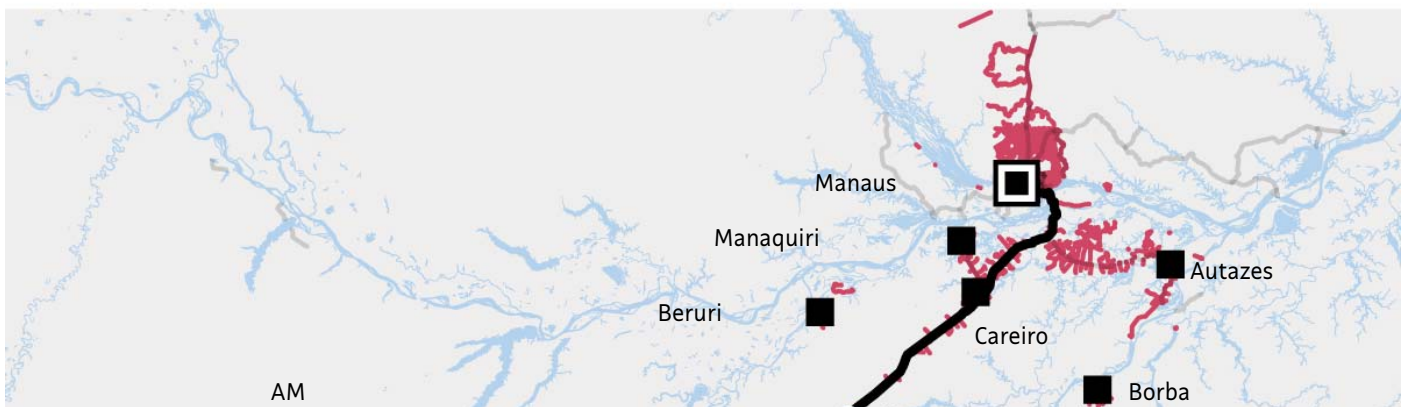 Manaus
Manaquiri
Autazes
Beruri
Careiro
AM
Borba